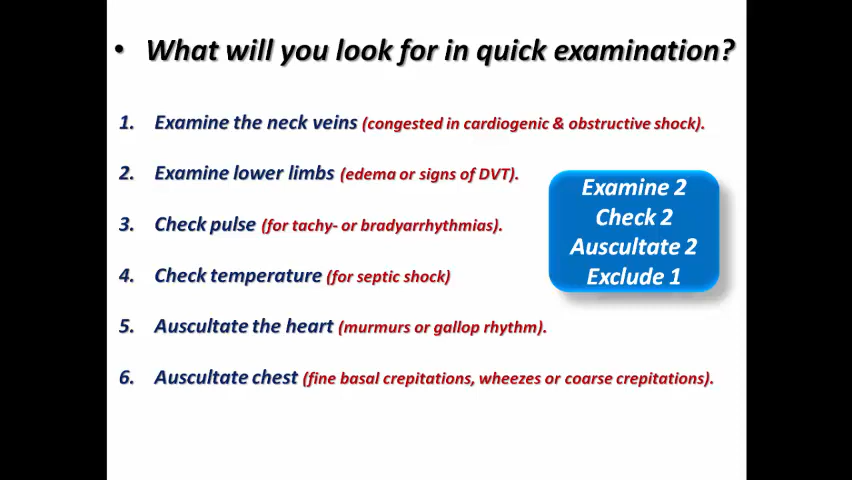 • What will you look for in quick examination?
1. Examine the neck veins (congested in cardiogenic & obstructive shock).
2. Examine lower limbs (edema or signs of DVT).
3. Check pulse (for tachy- or bradyarrhythmias).
4. Check temperature (for septic shock)
5. Auscultate the heart (murmurs or gallop rhythm).
6. Auscultate chest (fine basal crepitations, wheezes or coarse crepitations).
Examine 2
Check 2
Auscultate 2
Exclude 1